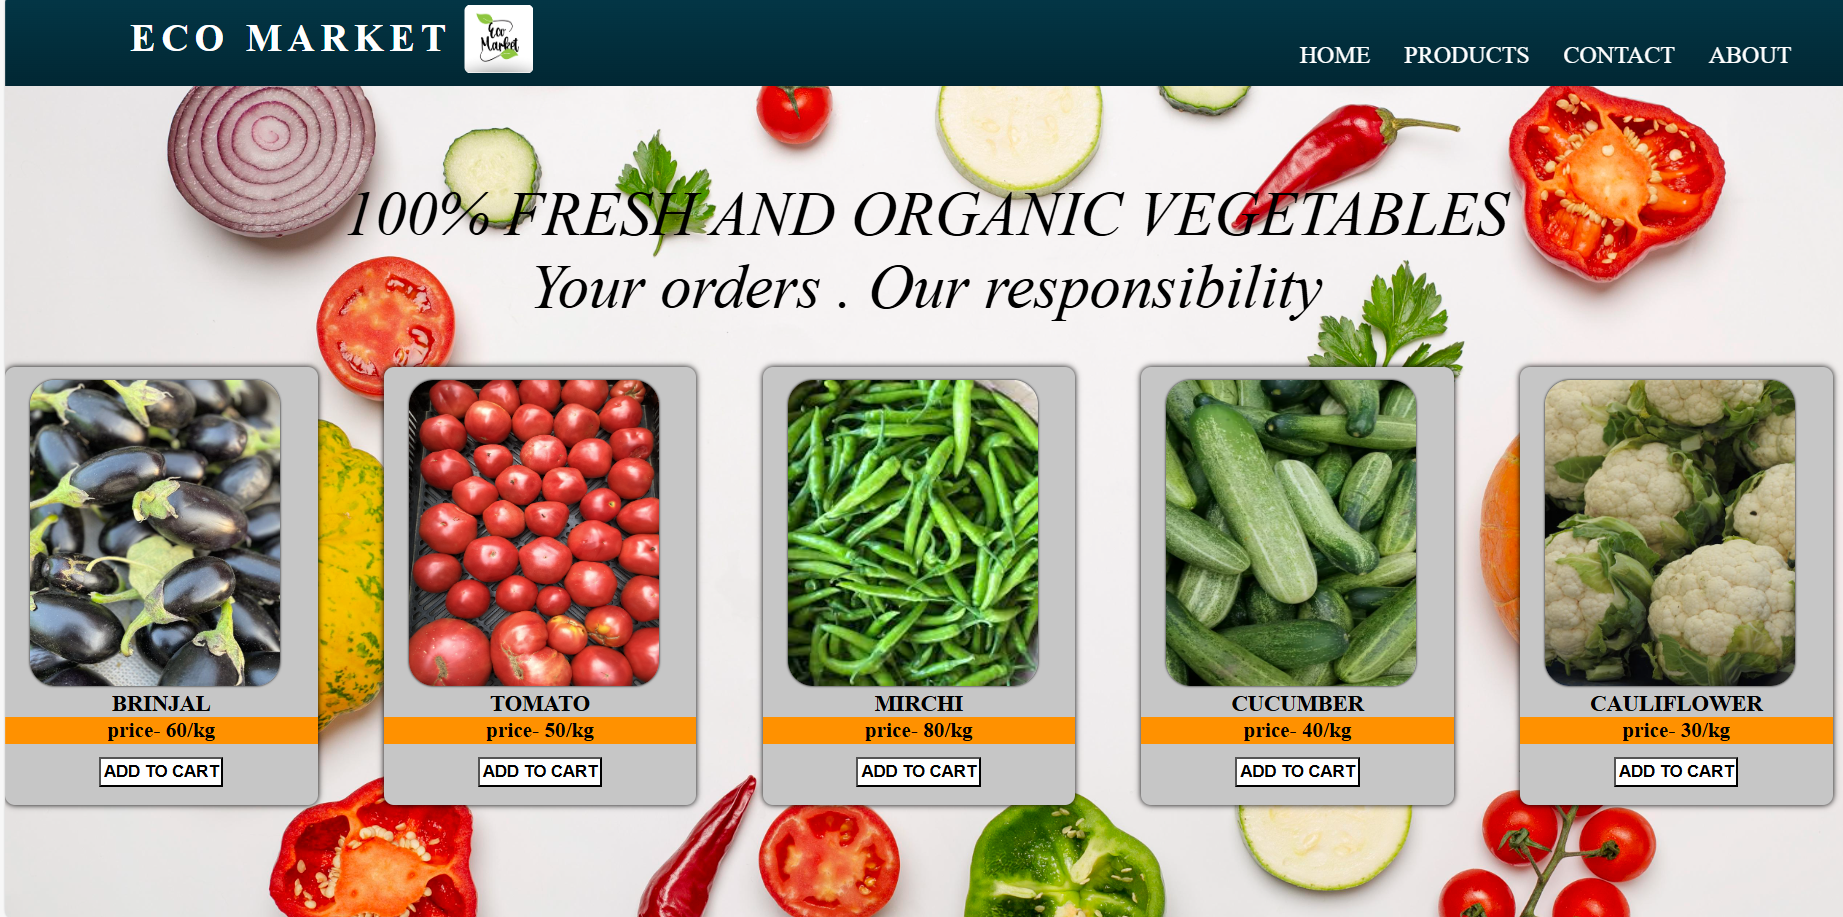 ECO MARKET
Eco
Market
HOME PRODUCTS CONTACT ABOUT
100% FRESH AND ORGANIC VEGETABLES
Your orders . Our responsibility
BRINJAL
price- 60/kg
ADD TO CART
TOMATO
price- 50/kg
ADD TO CART
MIRCHI
price- 80/kg
ADD TO CART
CUCUMBER
price- 40/kg
ADD TO CART
CAULIFLOWER
price- 30/kg
ADD TO CART